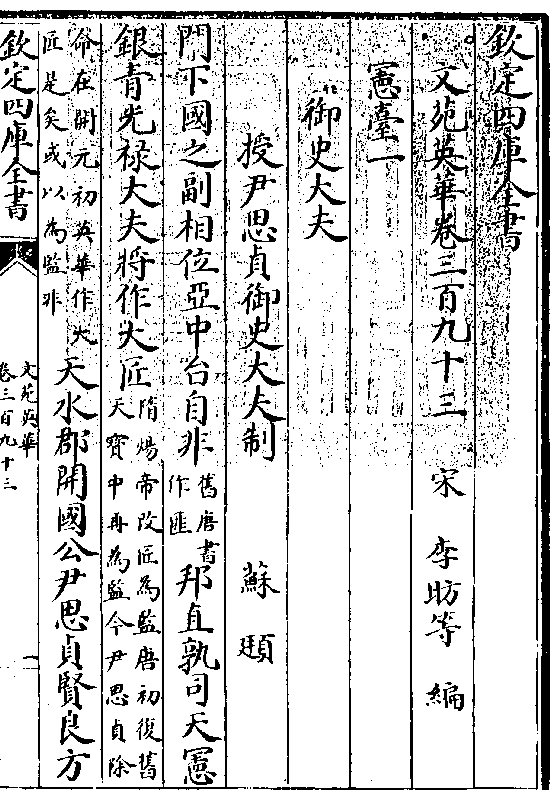 欽定四庫全書
文苑英華卷三百九十三　宋　李昉等　編
憲臺一
御史大夫
授尹思貞御史大夫制　蘇頲
門下國之副相位亞中台自非舊唐書作匪邦直孰司天憲
銀青光禄大夫將作大匠隋煬帝改匠為監唐初復舊天寳中再為監今尹思貞除
命在開元初英華作大匠是矣或以為監非天水郡開國公尹思貞賢良方
欽定四庫全書
文苑英華
卷三百九十三
一